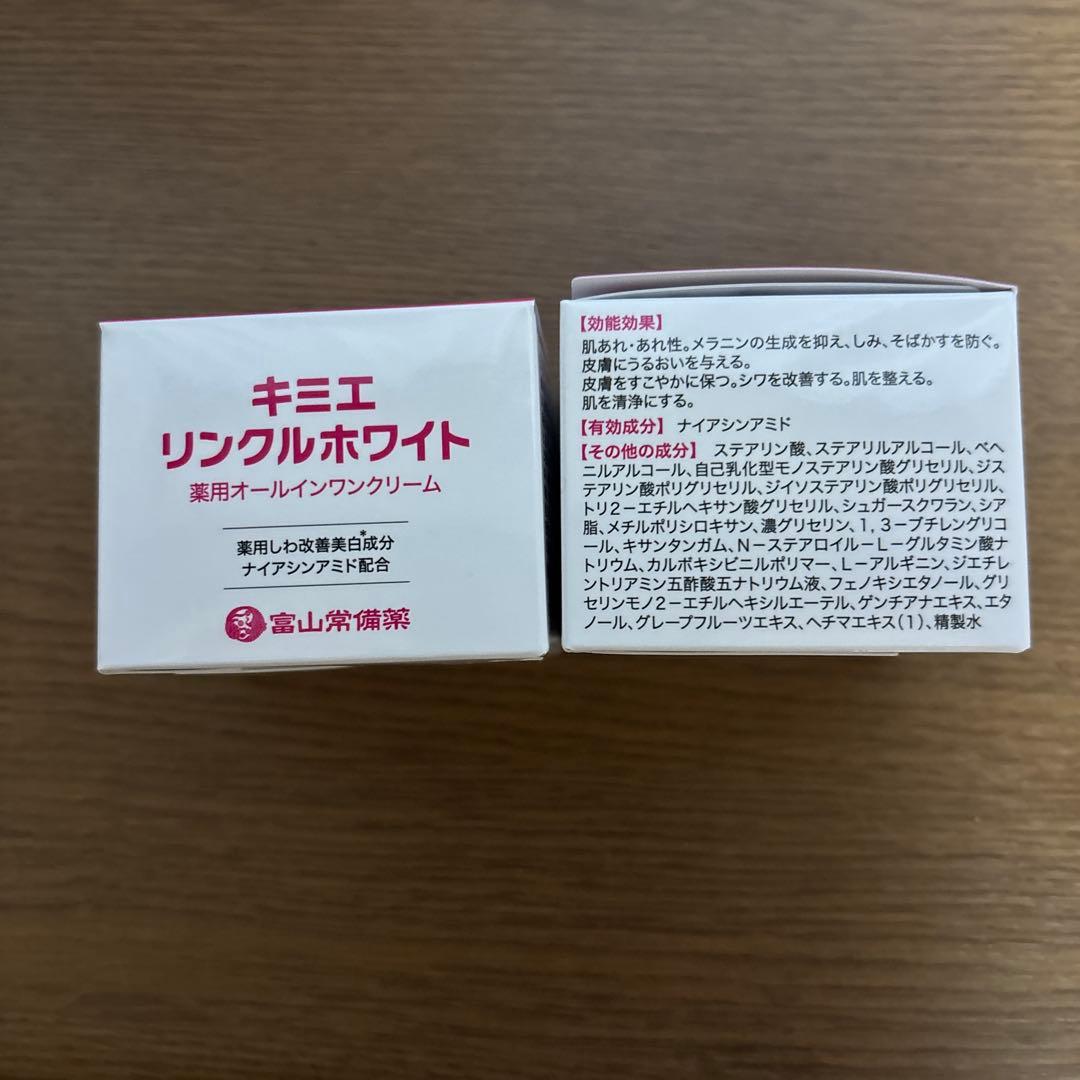 キミエ
リンクルホワイト
薬用オールインワンクリーム
薬用しわ改善美白*成分
ナイアシンアミド配合
富山常備薬
【効能効果】
肌あれ・あれ性。メラニンの生成を抑え、しみ、そばかすを防ぐ。
皮膚にうるおいを与える。
皮膚をすこやかに保つ。シワを改善する。肌を整える。
肌を清浄にする。
【有効成分】 ナイアシンアミド
【その他の成分】 ステアリン酸、ステアリルアルコール、ベヘ
ニルアルコール、自己乳化型モノステアリン酸グリセリル、ジス
テアリン酸ポリグリセリル、ジイソステアリン酸ポリグリセリル、
トリ2－エチルヘキサン酸グリセリル、シュガースクワラン、シア
脂、メチルポリシロキサン、濃グリセリン、1，3－ブチレングリコ
ール、キサンタンガム、N－ステアロイル－L－グルタミン酸ナ
トリウム、カルボキシビニルポリマー、L－アルギニン、ジエチレ
ントリアミン五酢酸五ナトリウム液、フェノキシエタノール、グリ
セリンモノ2－エチルヘキシルエーテル、ゲンチアナエキス、エタ
ノール、グレープフルーツエキス、ヘチマエキス（1）、精製水